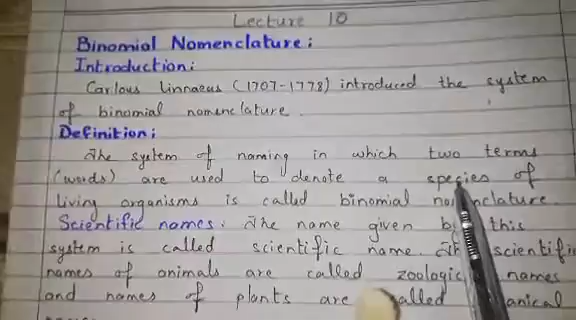 Lecture 10
Binomial Nomenclature:
Introduction:
Carlous Linnaeus (1707-1778) introduced the system
of binomial nomenclature.
Definition:
The system of naming in which two terms
(words) are used to denote a species of
living organisms is called binomial nomenclature.
Scientific names: The name given this
system is called scientific name. The scientific
names of animals are called names
and names of plants are